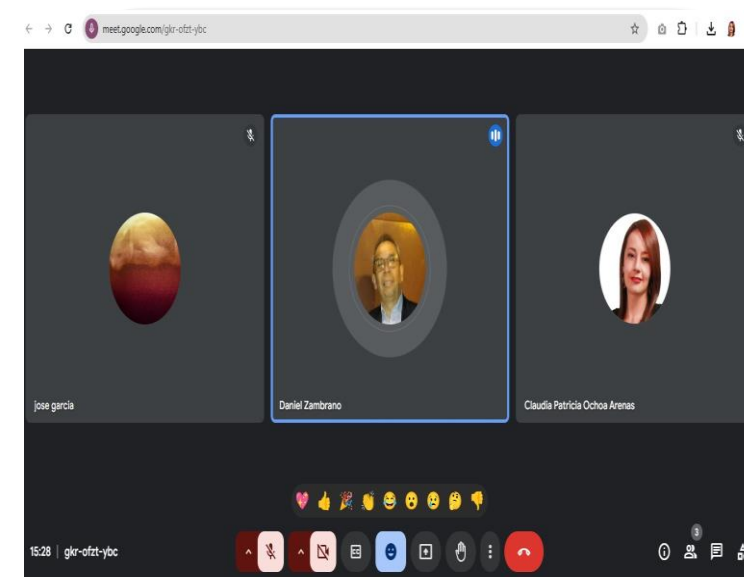 meet.google.com/gkr-ofzt-ybc
jose garcia
Daniel Zambrano
Claudia Patricia Ochoa Arenas
3
15:28 | gkr-ofzt-ybc